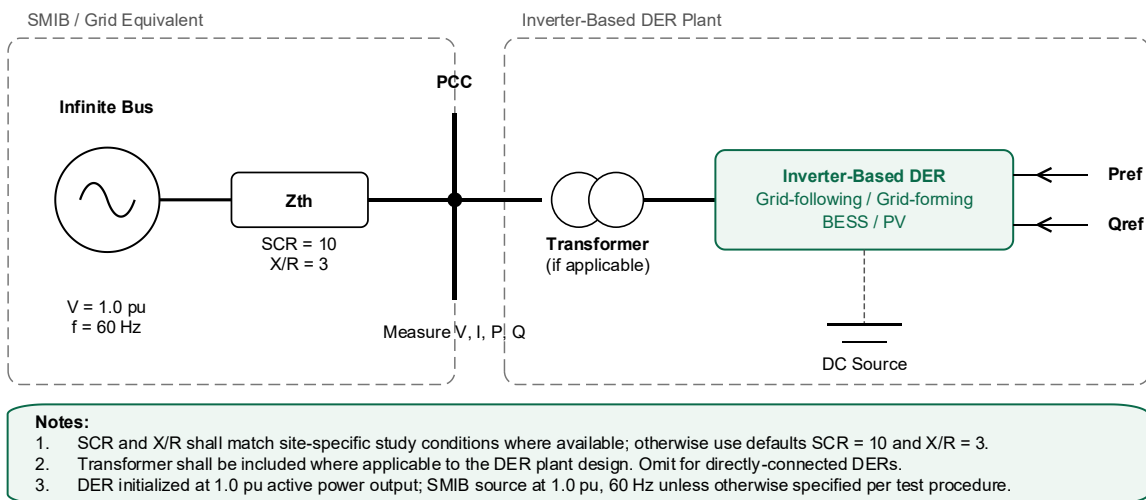 SMIB / Grid Equivalent
Inverter-Based DER Plant
PCC
Infinite Bus
Zth
SCR = 10
X/R = 3
V = 1.0 pu
f = 60 Hz
Measure V, I, P, Q
Transformer
(if applicable)
Inverter-Based DER
Grid-following / Grid-forming
BESS / PV
Pref
Qref
DC Source
Notes:
1. SCR and X/R shall match site-specific study conditions where available; otherwise use defaults SCR = 10 and X/R = 3.
2. Transformer shall be included where applicable to the DER plant design. Omit for directly-connected DERs.
3. DER initialized at 1.0 pu active power output; SMIB source at 1.0 pu, 60 Hz unless otherwise specified per test procedure.